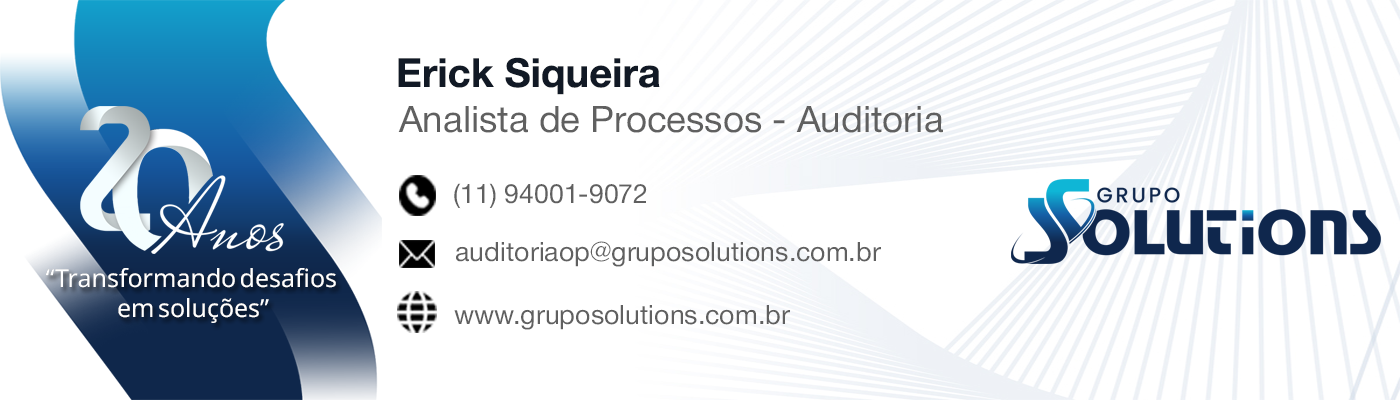 20
Anos
“Transformando desafios
em soluções”
Erick Siqueira
Analista de Processos - Auditoria
(11) 94001-9072
auditoriaop@gruposolutions.com.br
www.gruposolutions.com.br
GRUPO
SOLUTIONS